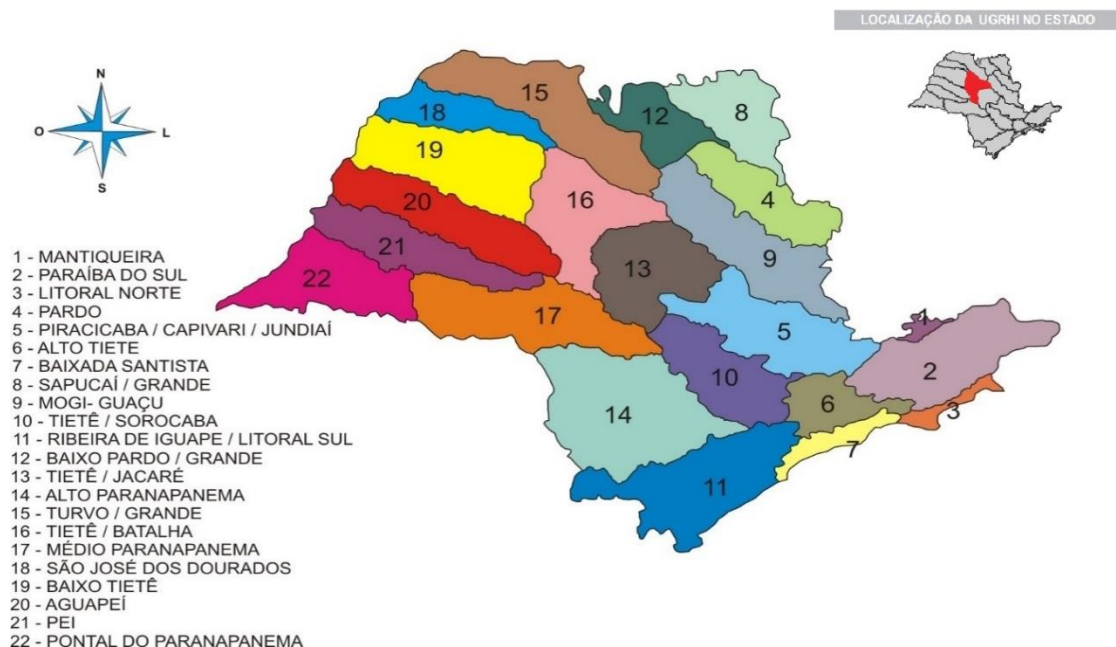 LOCALIZAÇÃO DA UGRHI NO ESTADO
N
O
L
S
15
18
12
8
19
16
4
20
21
13
9
22
17
5
1
10
2
6
3
14
7
11
1 - MANTIQUEIRA
2 - PARAÍBA DO SUL
3 - LITORAL NORTE
4 - PARDO
5 - PIRACICABA / CAPIVARI / JUNDIAÍ
6 - ALTO TIETE
7 - BAIXADA SANTISTA
8 - SAPUCAÍ / GRANDE
9 - MOGI- GUAÇU
10 - TIETÊ / SOROCABA
11 - RIBEIRA DE IGUAPE / LITORAL SUL
12 - BAIXO PARDO / GRANDE
13 - TIETÊ / JACARÉ
14 - ALTO PARANAPANEMA
15 - TURVO / GRANDE
16 - TIETÊ / BATALHA
17 - MÉDIO PARANAPANEMA
18 - SÃO JOSÉ DOS DOURADOS
19 - BAIXO TIETÊ
20 - AGUAPEÍ
21 - PEI
22 - PONTAL DO PARANAPANEMA